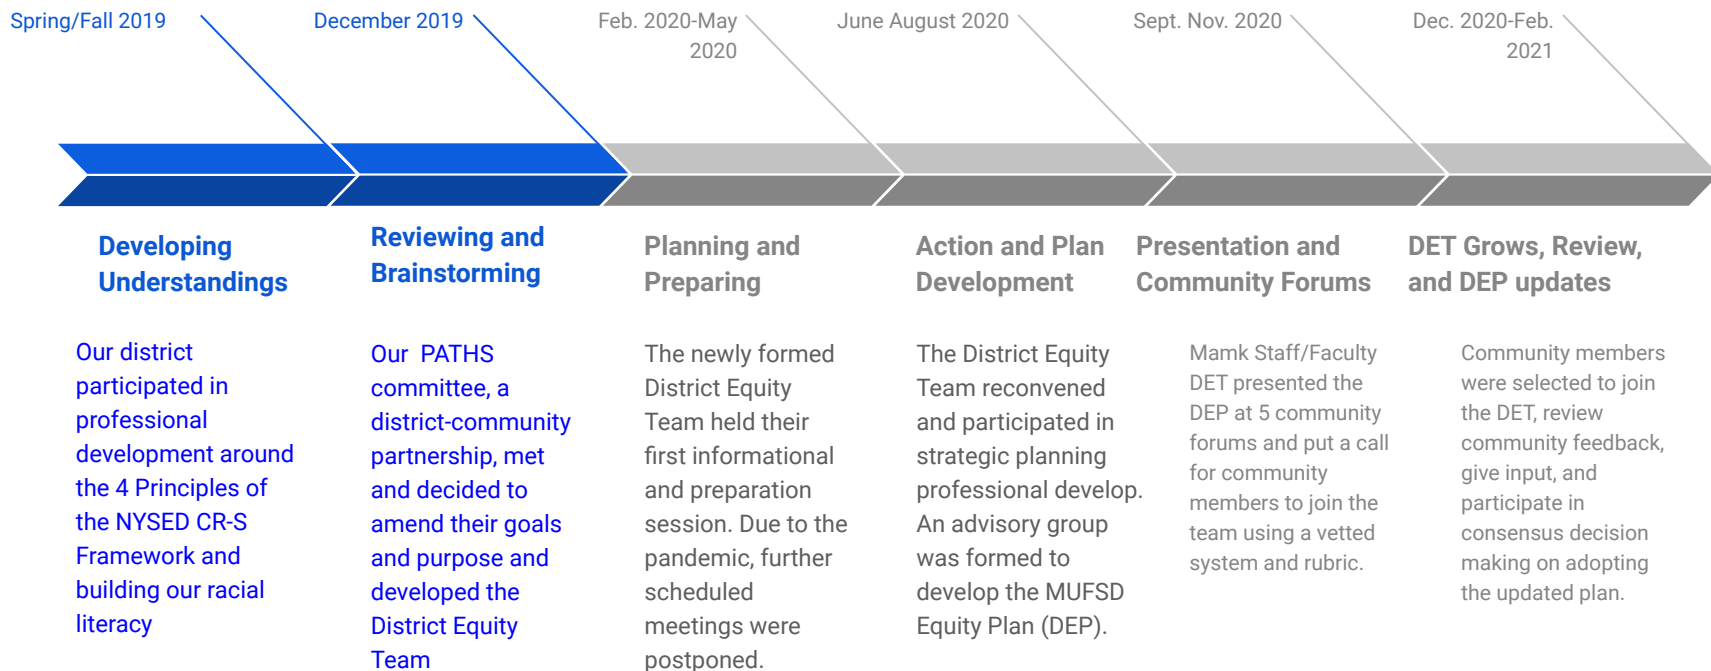 Spring/Fall 2019
December 2019
Feb. 2020-May
2020
June August 2020
Sept. Nov. 2020
Dec. 2020-Feb.
2021
Developing
Understandings
Our district
participated in
professional
development around
the 4 Principles of
the NYSED CR-S
Framework and
building our racial
literacy
Reviewing and
Brainstorming
Our PATHS
committee, a
district-community
partnership, met
and decided to
amend their goals
and purpose and
developed the
District Equity
Team
Planning and
Preparing
The newly formed
District Equity
Team held their
first informational
and preparation
session. Due to the
pandemic, further
scheduled
meetings were
postponed.
Action and Plan
Development
The District Equity
Team reconvened
and participated in
strategic planning
professional develop.
An advisory group
was formed to
develop the MUFSD
Equity Plan (DEP).
Presentation and
Community Forums
Mamk Staff/Faculty
DET presented the
DEP at 5 community
forums and put a call
for community
members to join the
team using a vetted
system and rubric.
DET Grows, Review,
and DEP updates
Community members
were selected to join
the DET, review
community feedback,
give input, and
participate in
consensus decision
making on adopting
the updated plan.